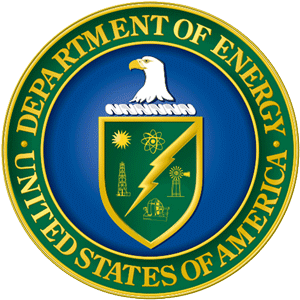 · DEPARTMENT OF ENERGY ·
UNITED STATES OF AMERICA